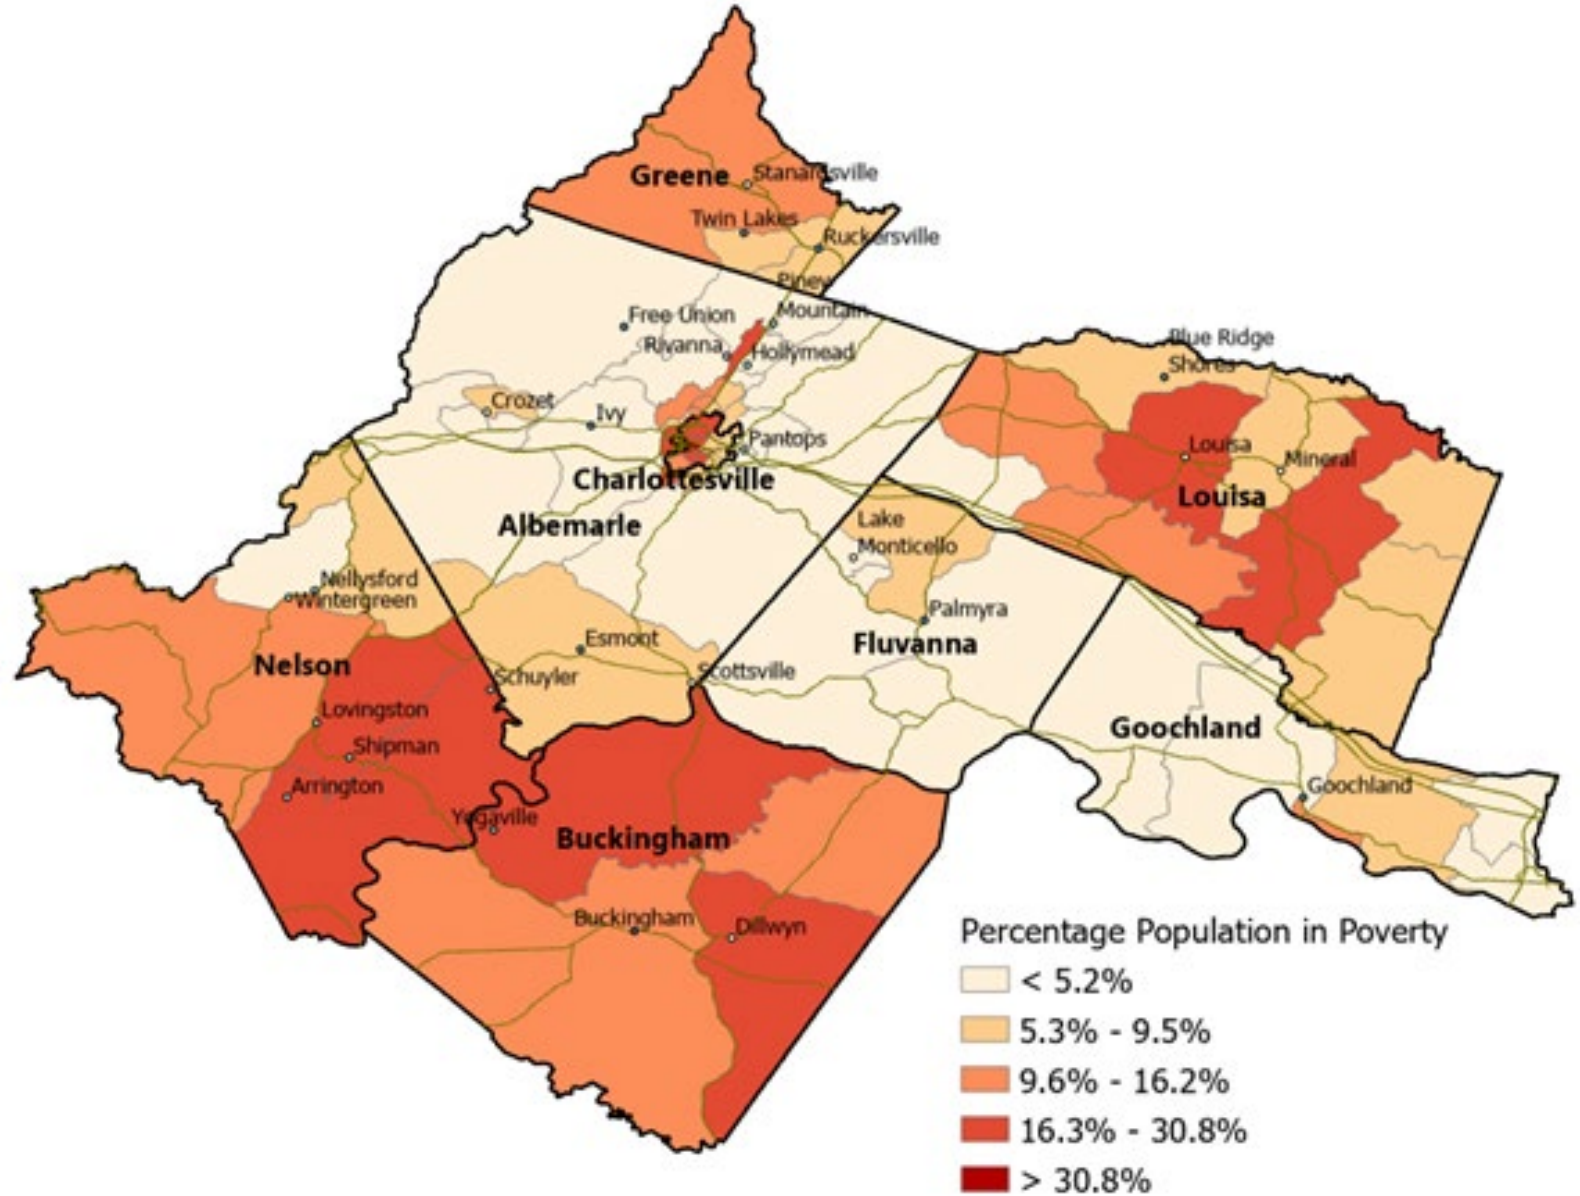 Greene
Stanardsville
Twin Lakes
Ruckersville
Piney
Mountain
Free Union
Rivanna
Hollymead
Blue Ridge
Shores
Crozet
Ivy
Pantops
Louisa
Mineral
Charlottesville
Louisa
Albemarle
Lake
Monticello
Nellysford
Wintergreen
Palmyra
Esmont
Fluvanna
Nelson
Schuyler
Scottsville
Lovingston
Goochland
Shipman
Arrington
Goochland
Yogaville
Buckingham
Buckingham
Dillwyn
Percentage Population in Poverty
< 5.2%
5.3% - 9.5%
9.6% - 16.2%
16.3% - 30.8%
> 30.8%